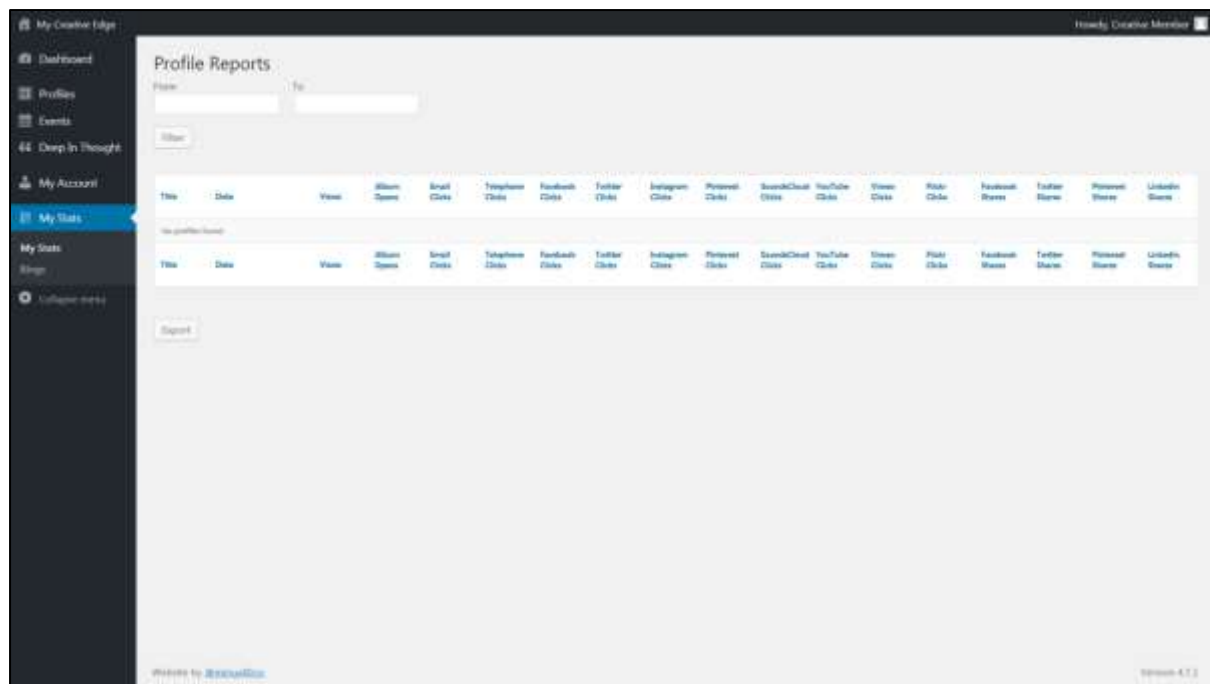 My Creative Edge
Howdy, Creative Member
Dashboard
Profiles
Events
Deep In Thought
My Account
My Stats
My Stats
Blogs
Collapse menu
Profile Reports
From To
Filter
Title Date Views Album Opens Email Clicks Telephone Clicks Facebook Clicks Twitter Clicks Instagram Clicks Pinterest Clicks SoundCloud Clicks YouTube Clicks Vimeo Clicks Flickr Clicks Facebook Shares Twitter Shares Pinterest Shares LinkedIn Shares
No profiles found
Title Date Views Album Opens Email Clicks Telephone Clicks Facebook Clicks Twitter Clicks Instagram Clicks Pinterest Clicks SoundCloud Clicks YouTube Clicks Vimeo Clicks Flickr Clicks Facebook Shares Twitter Shares Pinterest Shares LinkedIn Shares
Export
Website by
Version